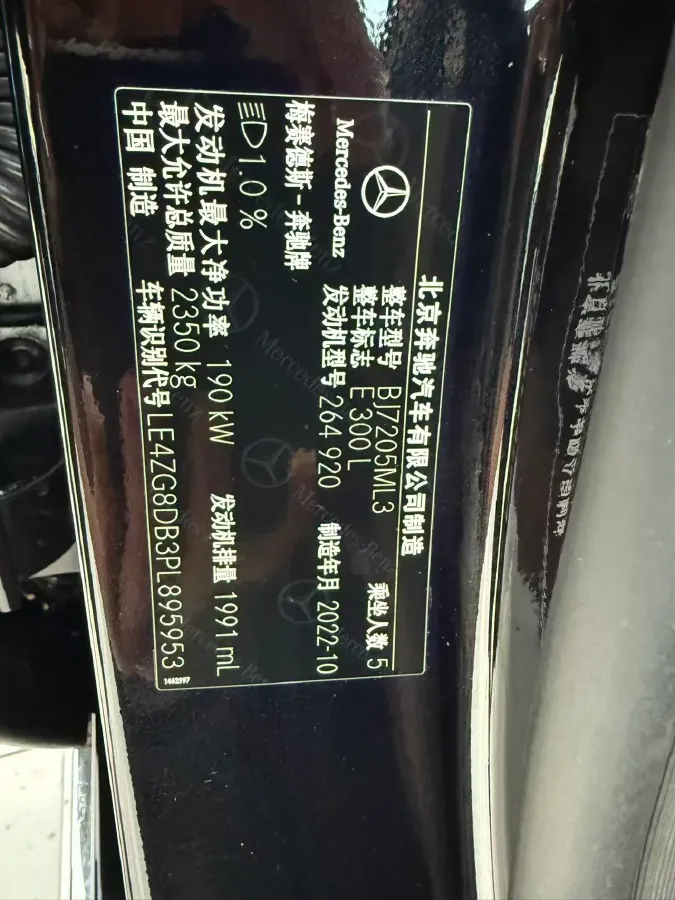 北京奔驰汽车有限公司制造
Mercedes-Benz
梅赛德斯-奔驰牌
整车型号 BJ7205ML3 乘坐人数 5
整车标志 E 300 L
发动机型号 264 920 制造年月 2022-10
1.0%
发动机最大净功率 190 kW 发动机排量 1991 mL
最大允许总质量 2350 kg
中国 制造 车辆识别代号 LE4ZG8DB3PL895953
1462997